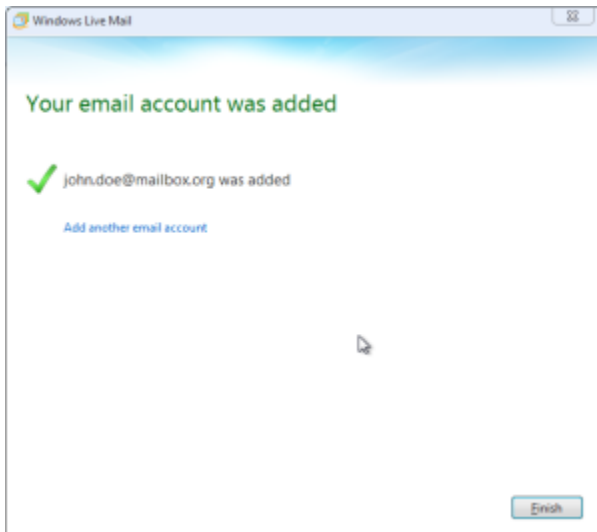 Windows Live Mail
Your email account was added
john.doe@mailbox.org was added
Add another email account
Finish